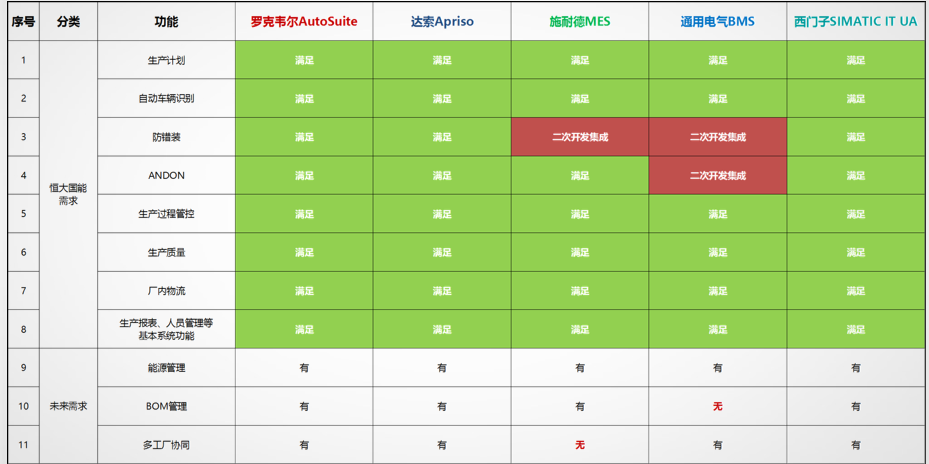 序号 分类 功能 罗克韦尔AutoSuite 达索Apriso 施耐德MES 通用电气BMS 西门子SIMATIC IT UA
1 生产计划 满足 满足 满足 满足 满足
2 自动车辆识别 满足 满足 满足 满足 满足
3 防错装 满足 满足 二次开发集成 二次开发集成 满足
4 ANDON 满足 满足 满足 二次开发集成 满足
恒大国能
需求
5 生产过程管控 满足 满足 满足 满足 满足
6 生产质量 满足 满足 满足 满足 满足
7 厂内物流 满足 满足 满足 满足 满足
8 生产报表、人员管理等
基本系统功能 满足 满足 满足 满足 满足
9 能源管理 有 有 有 有 有
10 未来需求 BOM管理 有 有 有 无 有
11 多工厂协同 有 有 无 有 有